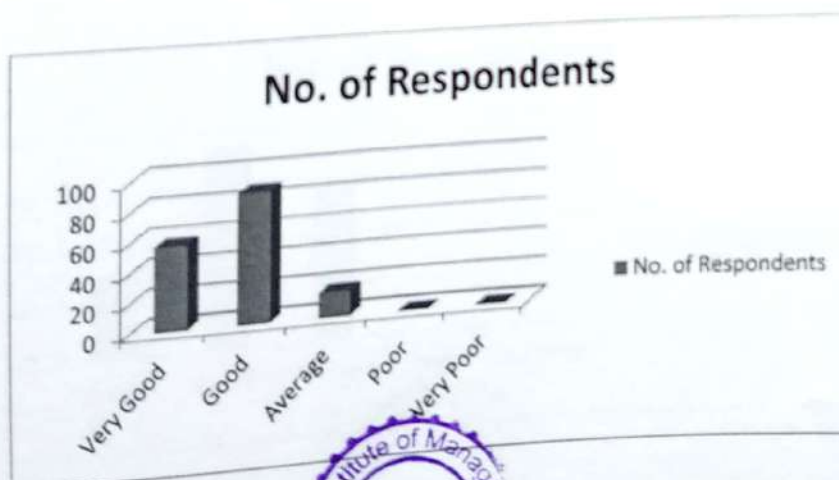 No. of Respondents
100
80
60
40
20
0
Very Good
Good
Average
Poor
Very Poor
No. of Respondents
of